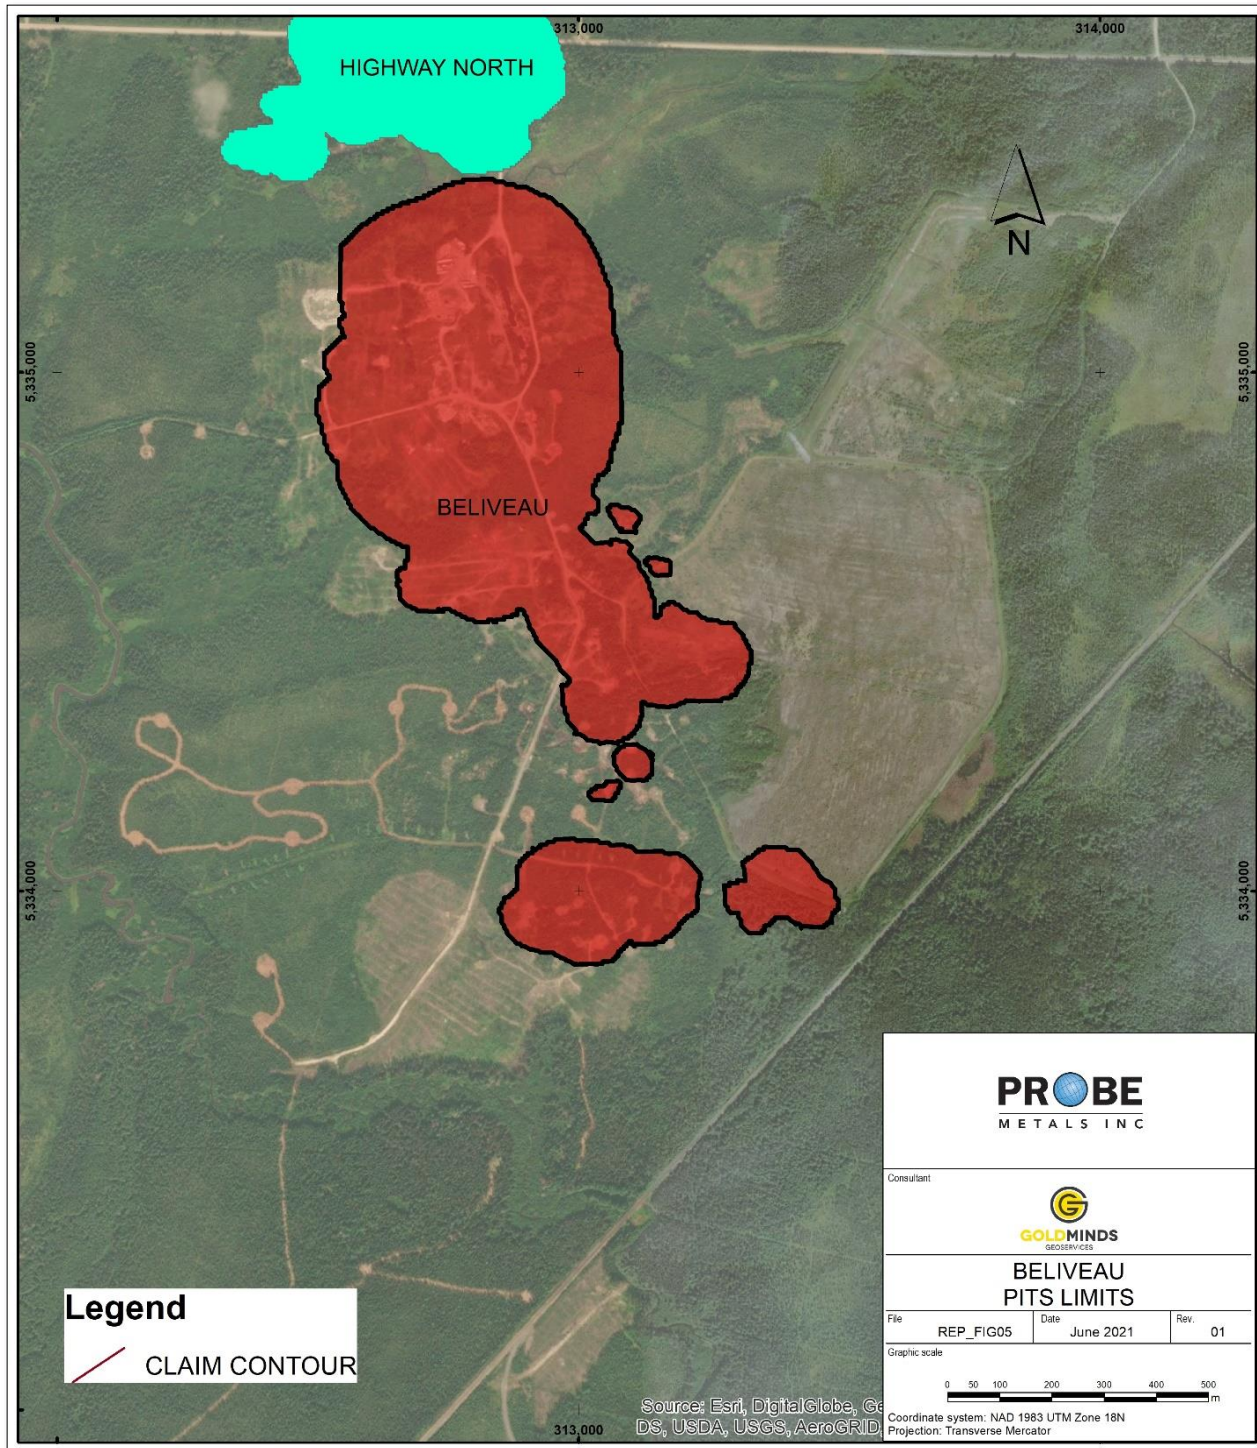 313,000
314,000
HIGHWAY NORTH
N
5,335,000
5,335,000
BELIVEAU
5,334,000
5,334,000
PROBE
METALS INC
Consultant
G
GOLDMINDS
GEOSERVICES
BELIVEAU
PITS LIMITS
File
REP_FIG05
Date
June 2021
Rev.
01
Graphic scale
0 50 100 200 300 400 500
m
Coordinate system: NAD 1983 UTM Zone 18N
Projection: Transverse Mercator
Legend
CLAIM CONTOUR
Source: Esri, DigitalGlobe, Ge
DS, USDA, USGS, AeroGRID,
313,000